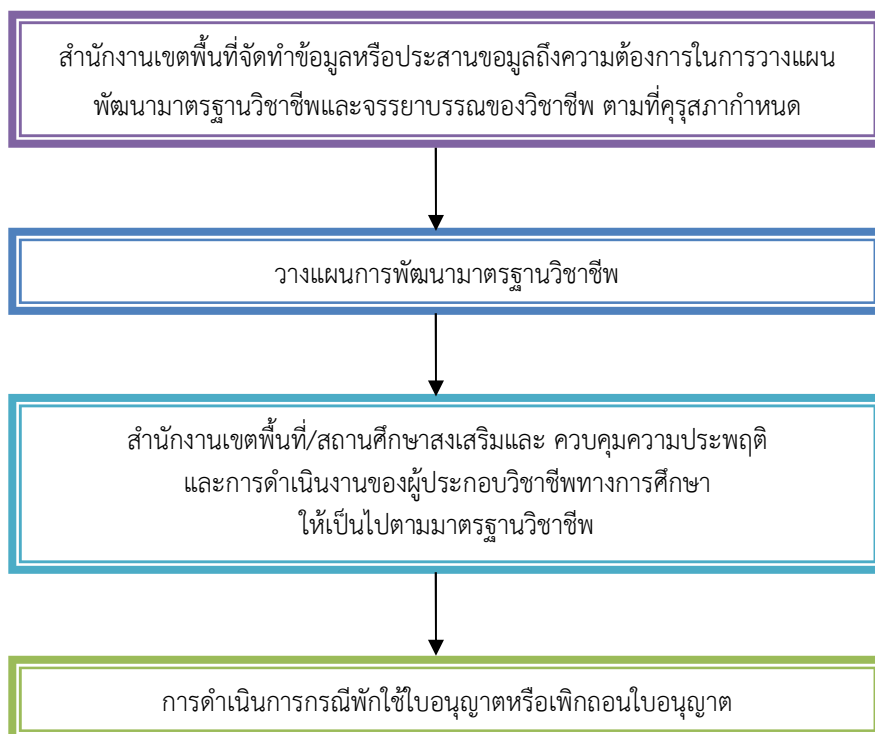 สำนักงานเขตพื้นที่จัดทำข้อมูลหรือประสานขอมูลถึงความต้องการในการวางแผน
พัฒนามาตรฐานวิชาชีพและจรรยาบรรณของวิชาชีพ ตามที่คุรุสภากำหนด
วางแผนการพัฒนามาตรฐานวิชาชีพ
สำนักงานเขตพื้นที่/สถานศึกษาสงเสริมและ ควบคุมความประพฤติ
และการดำเนินงานของผู้ประกอบวิชาชีพทางการศึกษา
ให้เป็นไปตามมาตรฐานวิชาชีพ
การดำเนินการกรณีพักใช้ใบอนุญาตหรือเพิกถอนใบอนุญาต